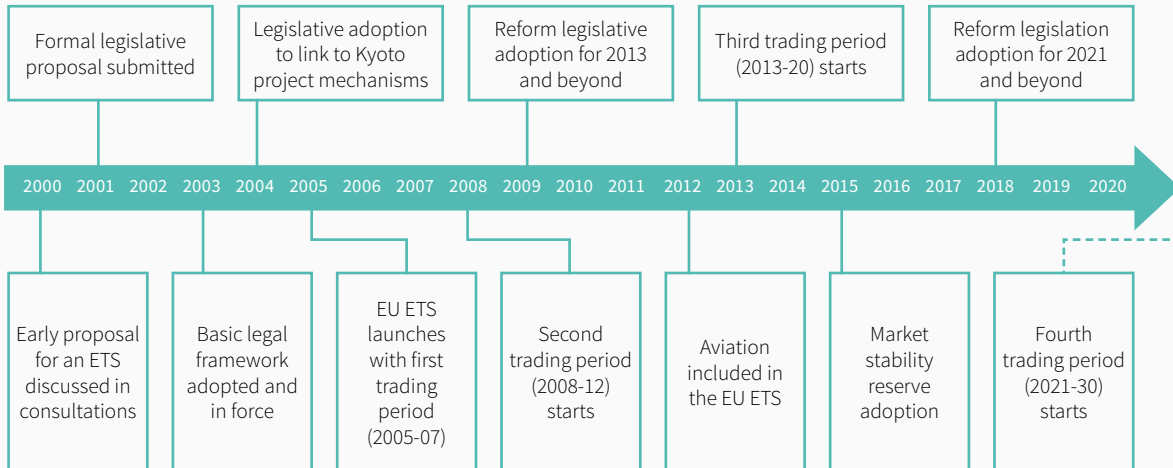 Formal legislative
proposal submitted
Legislative adoption
to link to Kyoto
project mechanisms
Reform legislative
adoption for 2013
and beyond
Third trading period
(2013-20) starts
Reform legislation
adoption for 2021
and beyond
2000 2001 2002 2003 2004 2005 2006 2007 2008 2009 2010 2011 2012 2013 2014 2015 2016 2017 2018 2019 2020
Early proposal
for an ETS
discussed in
consultations
Basic legal
framework
adopted and
in force
EU ETS
launches
with first
trading
period
(2005-07)
Second
trading period
(2008-12)
starts
Aviation
included in
the EU ETS
Market
stability
reserve
adoption
Fourth
trading period
(2021-30)
starts